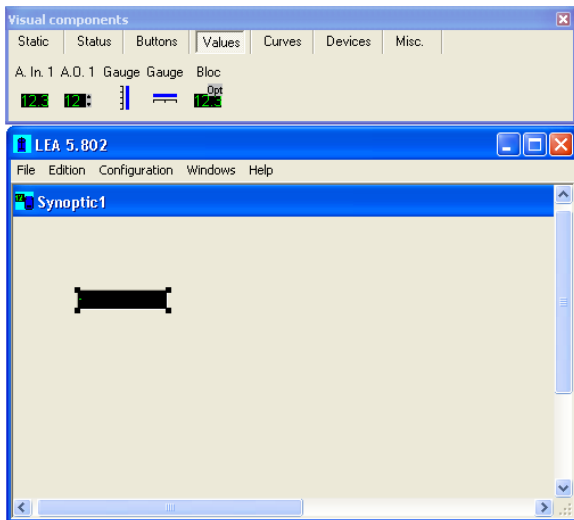 Visual components
Static Status Buttons Values Curves Devices Misc.
A. In. 1 A.O. 1 Gauge Gauge Bloc
12.3 12 Opt 12.3
LEA 5.802
File Edition Configuration Windows Help
Synoptic1